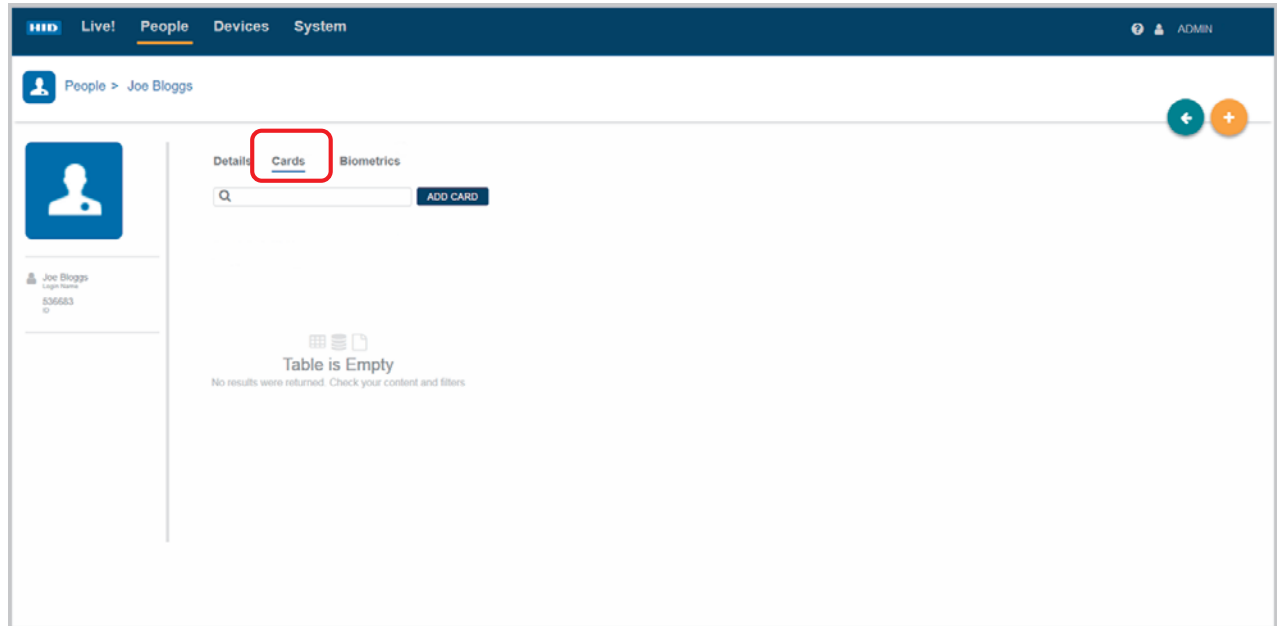 HID Live! People Devices System ADMIN
People > Joe Bloggs
Details Cards Biometrics
ADD CARD
Joe Bloggs
Login Name
536683
ID
Table is Empty
No results were returned. Check your content and filters